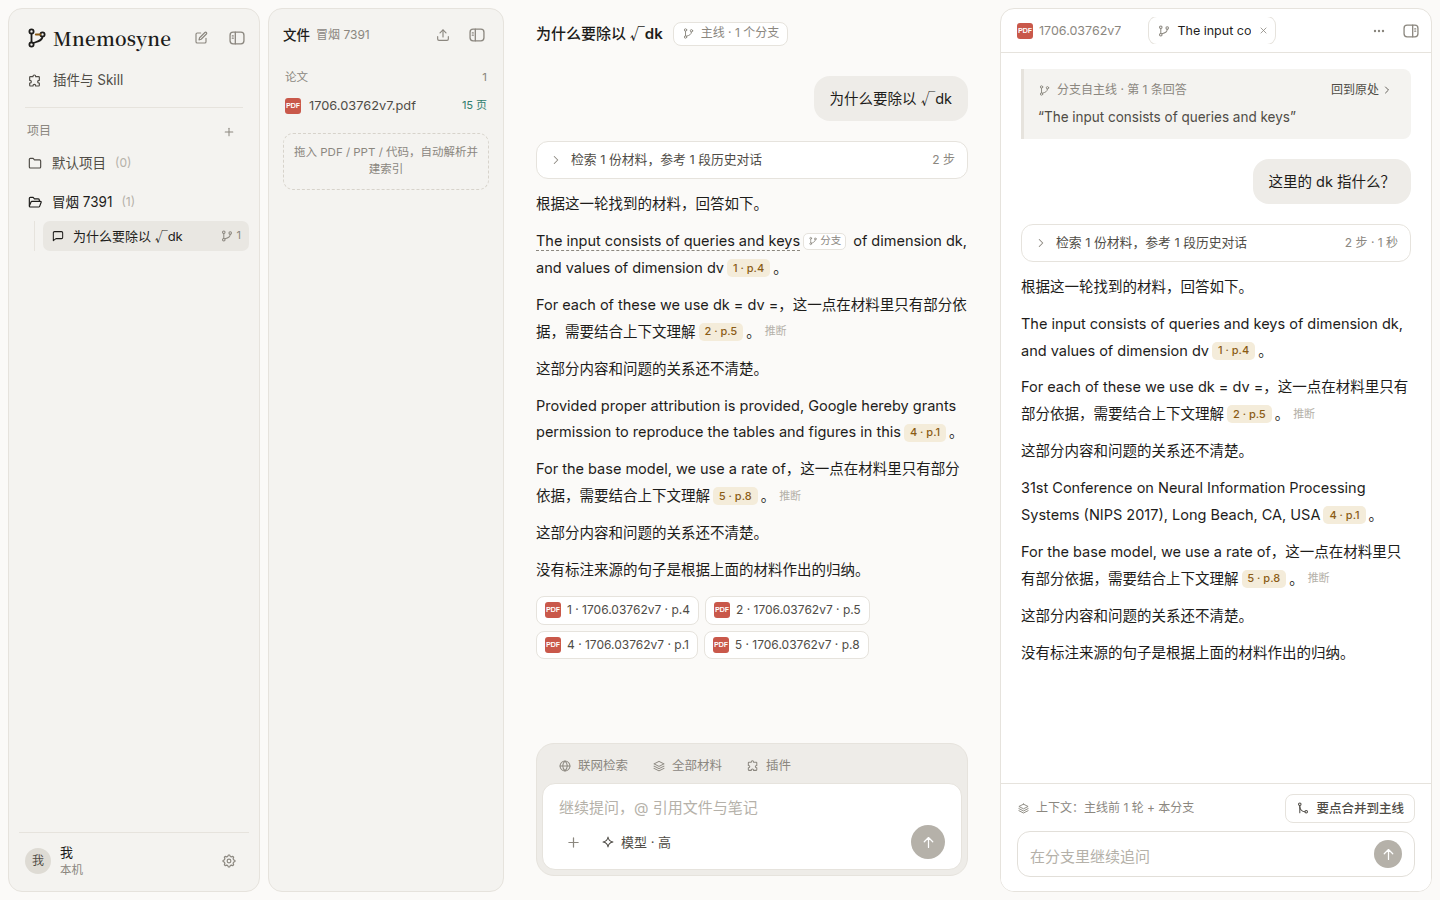 Mnemosyne
插件与 Skill
项目
默认项目 (0)
冒烟 7391 (1)
为什么要除以 √dk 1
我
我
本机
文件 冒烟 7391
论文 1
PDF 1706.03762v7.pdf 15 页
拖入 PDF / PPT / 代码，自动解析并
建索引
为什么要除以 √dk 主线 · 1 个分支
为什么要除以 √dk
检索 1 份材料，参考 1 段历史对话 2 步
根据这一轮找到的材料，回答如下。
The input consists of queries and keys 分支 of dimension dk,
and values of dimension dv 1 · p.4 。
For each of these we use dk = dv =，这一点在材料里只有部分依
据，需要结合上下文理解 2 · p.5 。 推断
这部分内容和问题的关系还不清楚。
Provided proper attribution is provided, Google hereby grants
permission to reproduce the tables and figures in this 4 · p.1 。
For the base model, we use a rate of，这一点在材料里只有部分
依据，需要结合上下文理解 5 · p.8 。 推断
这部分内容和问题的关系还不清楚。
没有标注来源的句子是根据上面的材料作出的归纳。
PDF 1 · 1706.03762v7 · p.4 PDF 2 · 1706.03762v7 · p.5
PDF 4 · 1706.03762v7 · p.1 PDF 5 · 1706.03762v7 · p.8
联网检索 全部材料 插件
继续提问，@ 引用文件与笔记
模型 · 高
PDF 1706.03762v7 The input co ×
分支自主线 · 第 1 条回答 回到原处
“The input consists of queries and keys”
这里的 dk 指什么？
检索 1 份材料，参考 1 段历史对话 2 步 · 1 秒
根据这一轮找到的材料，回答如下。
The input consists of queries and keys of dimension dk,
and values of dimension dv 1 · p.4 。
For each of these we use dk = dv =，这一点在材料里只有
部分依据，需要结合上下文理解 2 · p.5 。 推断
这部分内容和问题的关系还不清楚。
31st Conference on Neural Information Processing
Systems (NIPS 2017), Long Beach, CA, USA 4 · p.1 。
For the base model, we use a rate of，这一点在材料里只
有部分依据，需要结合上下文理解 5 · p.8 。 推断
这部分内容和问题的关系还不清楚。
没有标注来源的句子是根据上面的材料作出的归纳。
上下文：主线前 1 轮 + 本分支 要点合并到主线
在分支里继续追问